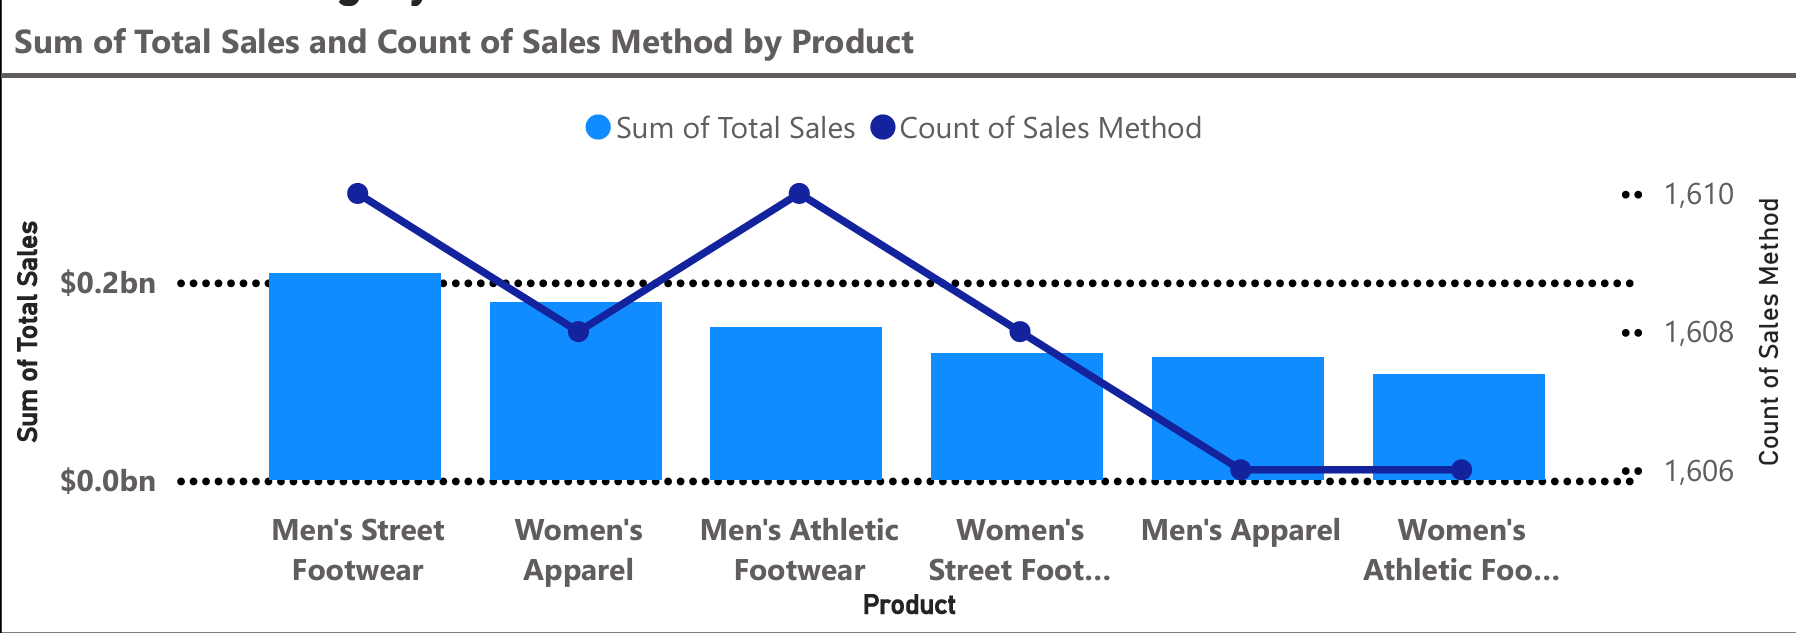 Sum of Total Sales and Count of Sales Method by Product
Sum of Total Sales Count of Sales Method
Sum of Total Sales
$0.2bn
$0.0bn
1,610
1,608
1,606
Count of Sales Method
Men's Street Footwear
Women's Apparel
Men's Athletic Footwear
Women's Street Foot...
Men's Apparel
Women's Athletic Foo...
Product